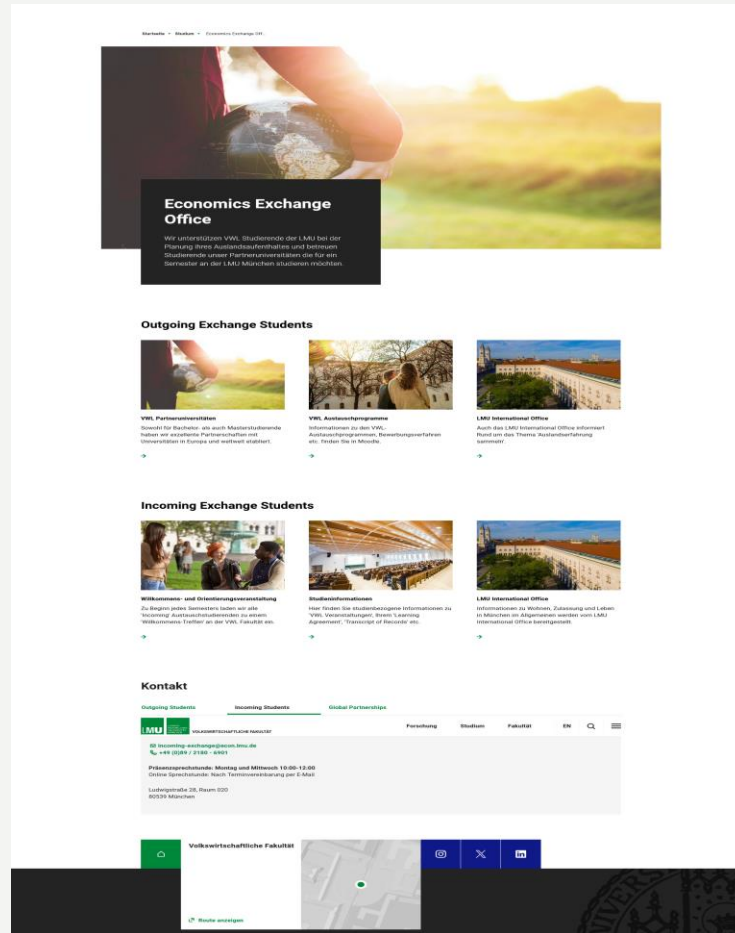 Startseite Studium Economics Exchange Off...
Economics Exchange
Office
Wir unterstützen VWL Studierende der LMU bei der
Planung ihres Auslandsaufenthaltes und betreuen
Studierende unser Partneruniversitäten die für ein
Semester an der LMU München studieren möchten.
Outgoing Exchange Students
VWL Partneruniversitäten
Sowohl für Bachelor- als auch Masterstudierende
haben wir exzellente Partnerschaften mit
Universitäten in Europa und weltweit etabliert.
VWL Austauschprogramme
Informationen zu den VWL-
Austauschprogrammen, Bewerbungsverfahren
etc. finden Sie in Moodle.
LMU International Office
Auch das LMU International Office informiert
Rund um das Thema 'Auslandserfahrung
sammeln'.
Incoming Exchange Students
Willkommens- und Orientierungsveranstaltung
Zu Beginn jedes Semesters laden wir alle
'Incoming' Austauschstudierenden zu einem
'Willkommens-Treffen' an der VWL Fakultät ein.
Studieninformationen
Hier finden Sie studienbezogene Informationen zu
'VWL Veranstaltungen', Ihrem 'Learning
Agreement', 'Transcript of Records' etc.
LMU International Office
Informationen zu Wohnen, Zulassung und Leben
in München im Allgemeinen werden vom LMU
International Office bereitgestellt.
Kontakt
Outgoing Students Incoming Students Global Partnerships
LMU VOLKSWIRTSCHAFTLICHE FAKULTÄT Forschung Studium Fakultät EN
incoming-exchange@econ.lmu.de
+49 (0)89 / 2180 - 6901
Präsenzsprechstunde: Montag und Mittwoch 10:00-12:00
Online Sprechstunde: Nach Terminvereinbarung per E-Mail
Ludwigstraße 28, Raum 020
80539 München
Volkswirtschaftliche Fakultät
Route anzeigen